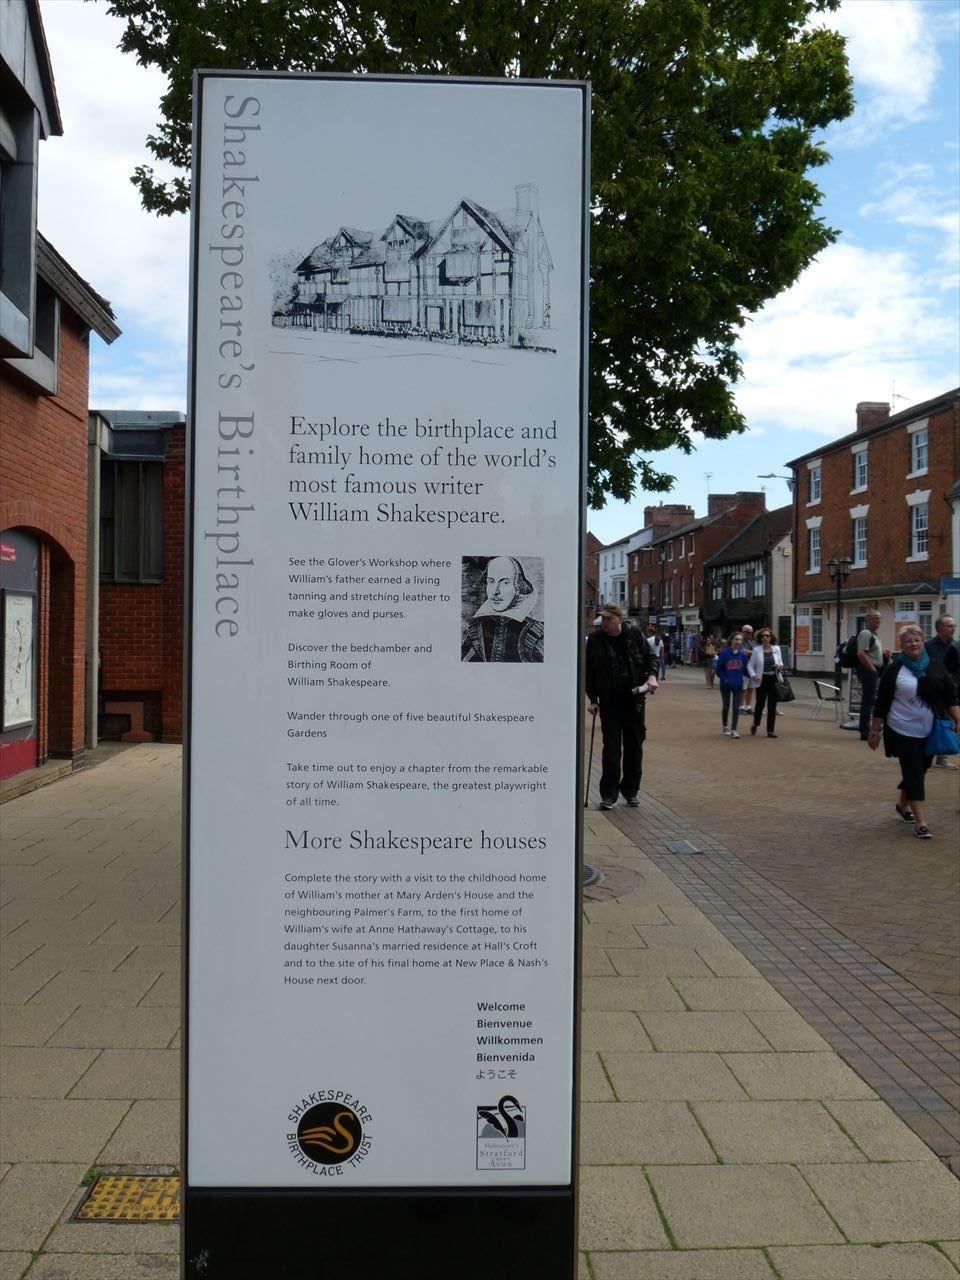 Shakespeare's Birthplace
Explore the birthplace and
family home of the world's
most famous writer
William Shakespeare.
See the Glover's Workshop where
William's father earned a living
tanning and stretching leather to
make gloves and purses.
Discover the bedchamber and
Birthing Room of
William Shakespeare.
Wander through one of five beautiful Shakespeare
Gardens
Take time out to enjoy a chapter from the remarkable
story of William Shakespeare, the greatest playwright
of all time.
More Shakespeare houses
Complete the story with a visit to the childhood home
of William's mother at Mary Arden's House and the
neighbouring Palmer's Farm, to the first home of
William's wife at Anne Hathaway's Cottage, to his
daughter Susanna's married residence at Hall's Croft
and to the site of his final home at New Place & Nash's
House next door.
Welcome
Bienvenue
Willkommen
Bienvenida
ようこそ
SHAKESPEARE
BIRTHPLACE TRUST
Shakespeare's
Stratford
upon
Avon